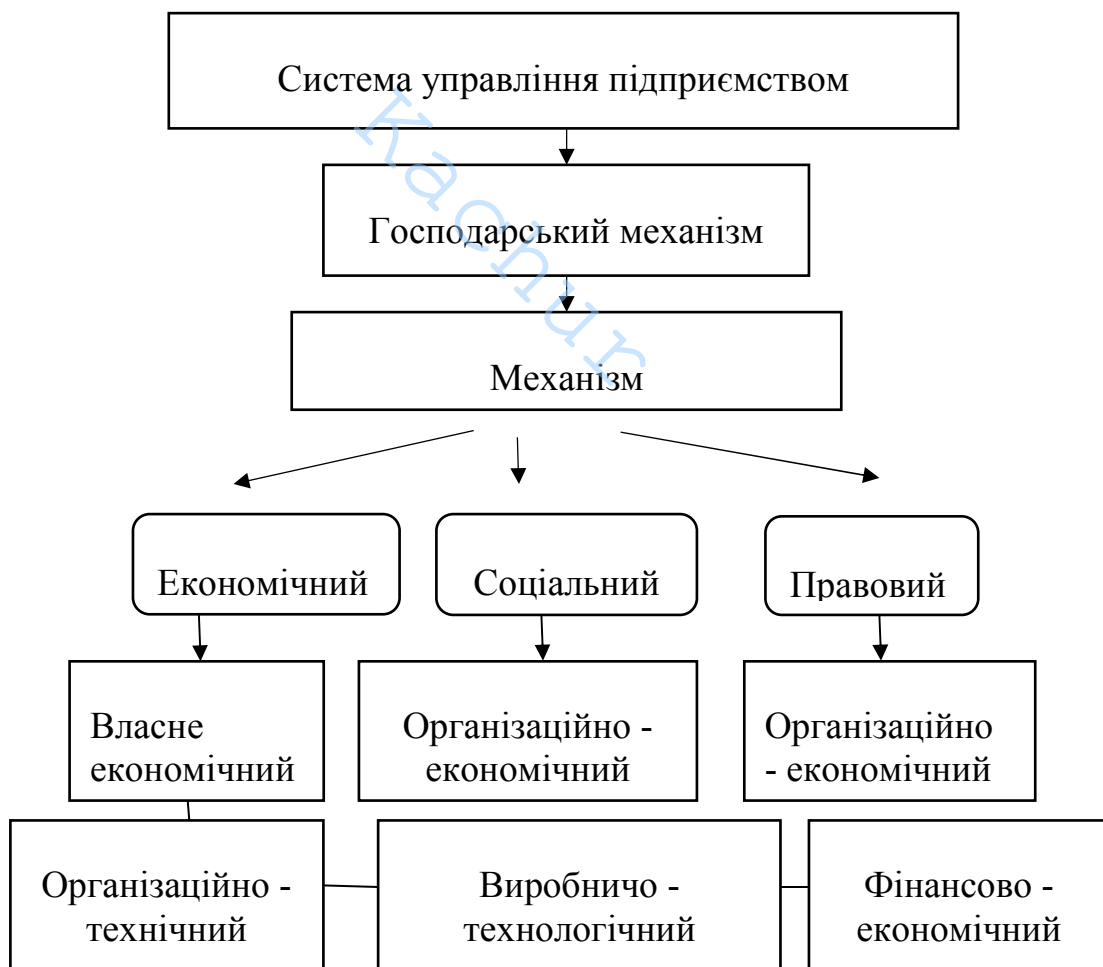 Система управління підприємством
Господарський механізм
Механізм
Kachur
Економічний
Соціальний
Правовий
Власне
економічний
Організаційно -
економічний
Організаційно
- економічний
Організаційно -
технічний
Виробничо -
технологічний
Фінансово -
економічний